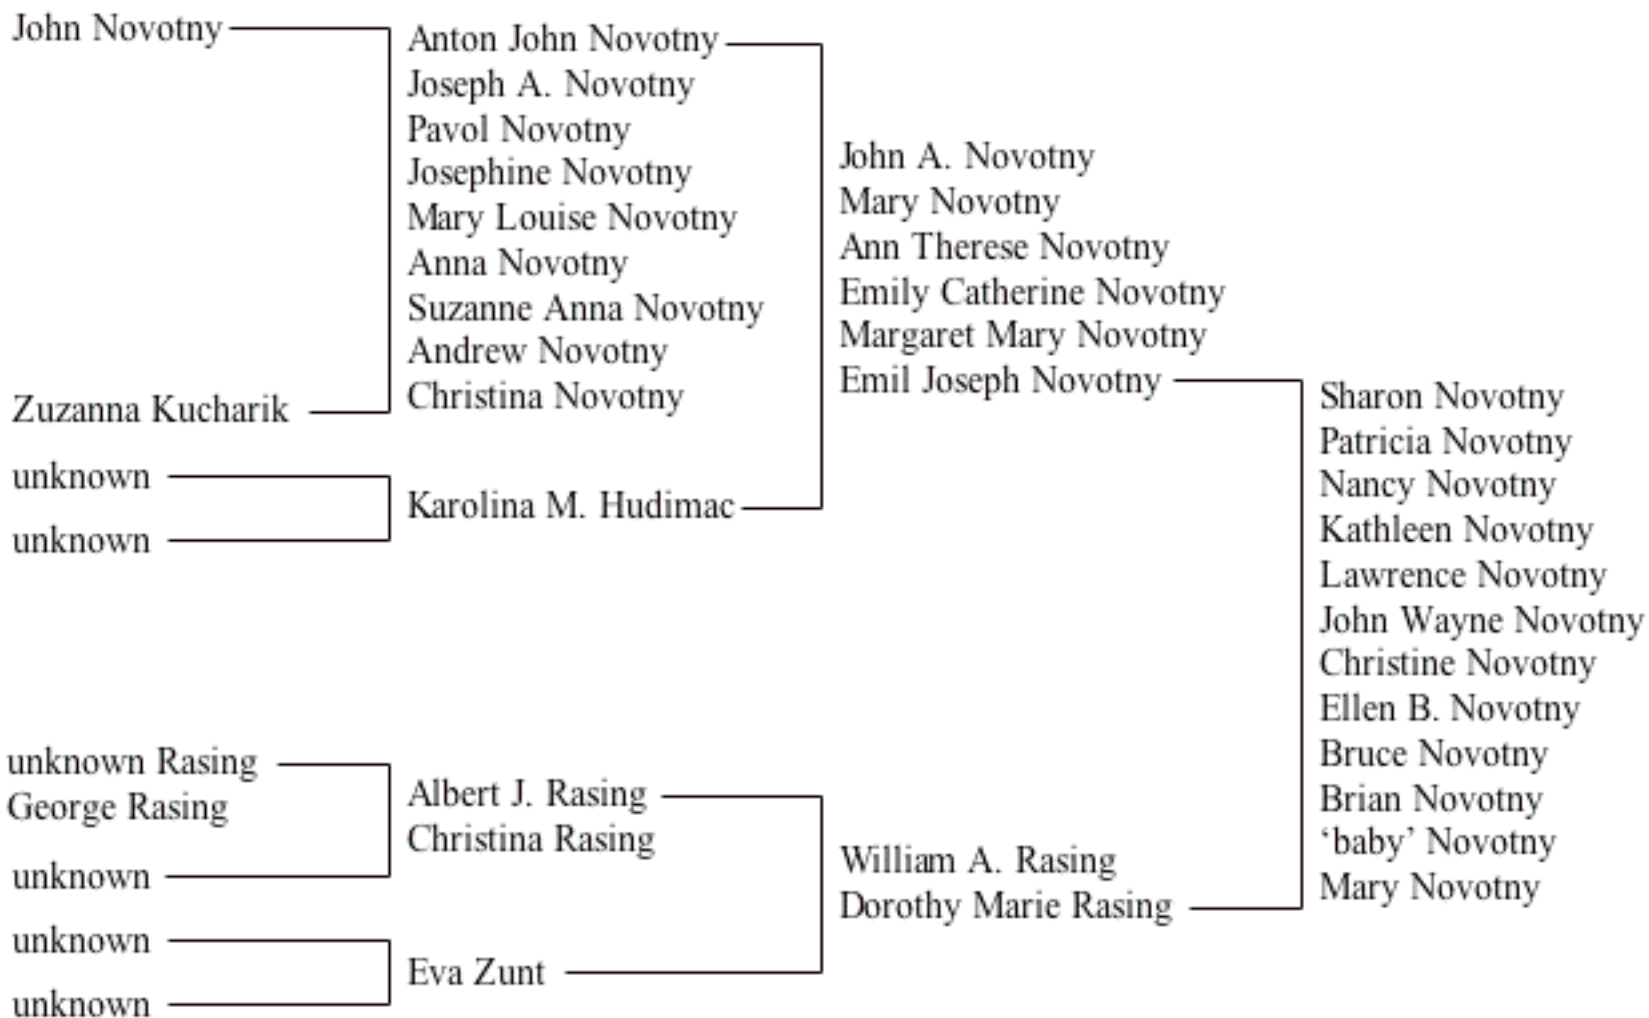 John Novotny
Zuzanna Kucharik
unknown
unknown
unknown Rasing
George Rasing
unknown
unknown
unknown
Anton John Novotny
Joseph A. Novotny
Pavol Novotny
Josephine Novotny
Mary Louise Novotny
Anna Novotny
Suzanne Anna Novotny
Andrew Novotny
Christina Novotny
Karolina M. Hudimac
Albert J. Rasing
Christina Rasing
Eva Zunt
John A. Novotny
Mary Novotny
Ann Therese Novotny
Emily Catherine Novotny
Margaret Mary Novotny
Emil Joseph Novotny
William A. Rasing
Dorothy Marie Rasing
Sharon Novotny
Patricia Novotny
Nancy Novotny
Kathleen Novotny
Lawrence Novotny
John Wayne Novotny
Christine Novotny
Ellen B. Novotny
Bruce Novotny
Brian Novotny
‘baby’ Novotny
Mary Novotny